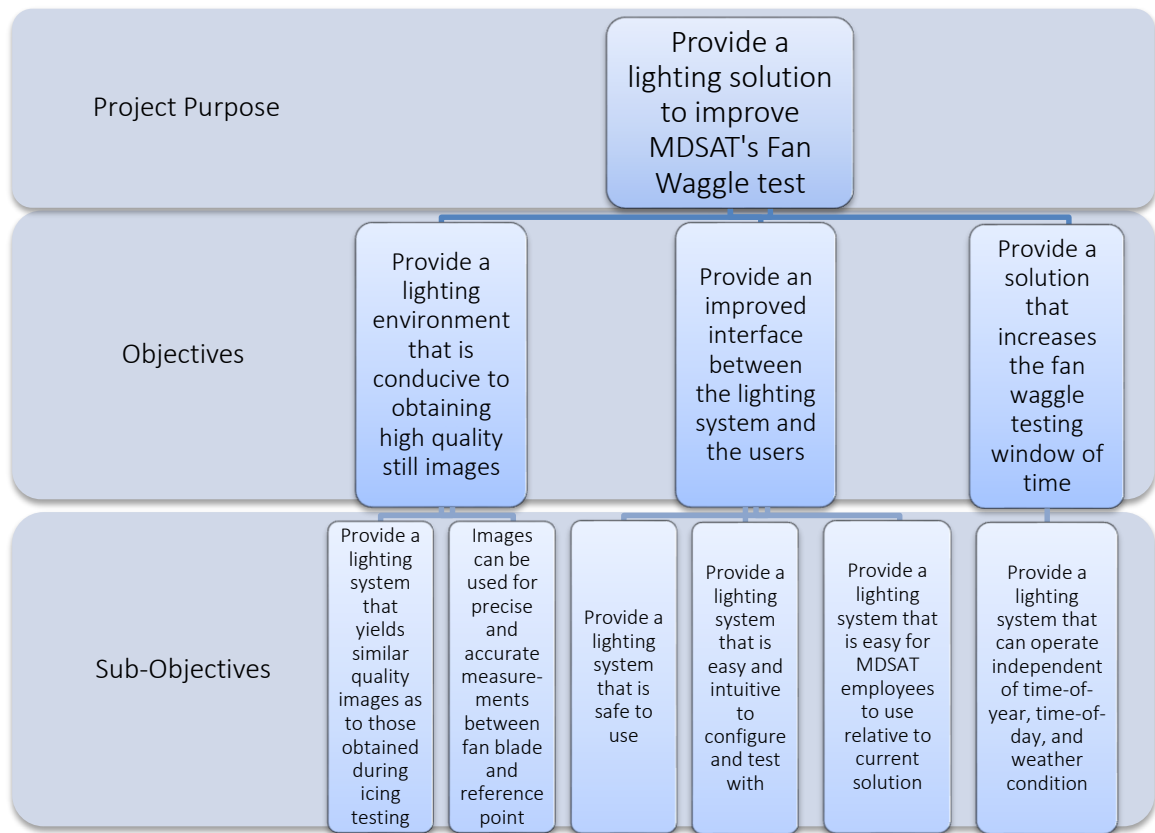 Project Purpose
Provide a
lighting solution
to improve
MDSAT's Fan
Waggle test
Objectives
Provide a
lighting
environment
that is
conducive to
obtaining
high quality
still images
Provide an
improved
interface
between
the lighting
system and
the users
Provide a
solution
that
increases
the fan
waggle
testing
window of
time
Sub-Objectives
Provide a
lighting
system
that
yields
similar
quality
images as
to those
obtained
during
icing
testing
Images
can be
used for
precise
and
accurate
measure-
ments
between
fan blade
and
reference
point
Provide a
lighting
system
that is
safe to
use
Provide a
lighting
system
that is
easy and
intuitive
to
configure
and test
with
Provide a
lighting
system that
is easy for
MDSAT
employees
to use
relative to
current
solution
Provide a
lighting
system that
can operate
independent
of time-of-
year, time-of-
day, and
weather
condition